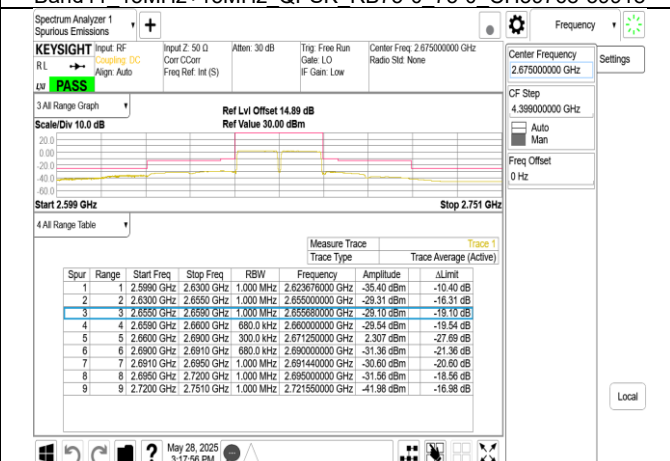 Spectrum Analyzer 1
Spurious Emissions
Frequency
KEYSIGHT Input: RF
RL Coupling: DC
Align: Auto
Input Z: 50 Ω
Corr CCorr
Freq Ref: Int (S)
Atten: 30 dB
Trig: Free Run
Gate: LO
IF Gain: Low
Center Freq: 2.675000000 GHz
Radio Std: None
PASS
Center Frequency
2.675000000 GHz
Settings
CF Step
4.399000000 GHz
Auto
Man
Freq Offset
0 Hz
3 All Range Graph
Scale/Div 10.0 dB
Ref Lvl Offset 14.89 dB
Ref Value 30.00 dBm
20.0
0.00
-20.0
-40.0
-60.0
Start 2.599 GHz Stop 2.751 GHz
4 All Range Table
Measure Trace Trace 1
Trace Type Trace Average (Active)
Spur Range Start Freq Stop Freq RBW Frequency Amplitude ΔLimit
1 1 2.5990 GHz 2.6300 GHz 1.000 MHz 2.623676000 GHz -35.40 dBm -10.40 dB
2 2 2.6300 GHz 2.6550 GHz 1.000 MHz 2.655000000 GHz -29.31 dBm -16.31 dB
3 3 2.6550 GHz 2.6590 GHz 1.000 MHz 2.655680000 GHz -29.10 dBm -19.10 dB
4 4 2.6590 GHz 2.6600 GHz 680.0 kHz 2.660000000 GHz -29.54 dBm -19.54 dB
5 5 2.6600 GHz 2.6900 GHz 300.0 kHz 2.671250000 GHz 2.307 dBm -27.69 dB
6 6 2.6900 GHz 2.6910 GHz 680.0 kHz 2.690000000 GHz -31.36 dBm -21.36 dB
7 7 2.6910 GHz 2.6950 GHz 1.000 MHz 2.691440000 GHz -30.60 dBm -20.60 dB
8 8 2.6950 GHz 2.7200 GHz 1.000 MHz 2.695000000 GHz -31.56 dBm -18.56 dB
9 9 2.7200 GHz 2.7510 GHz 1.000 MHz 2.721550000 GHz -41.98 dBm -16.98 dB
Local
May 28, 2025
3:17:56 PM